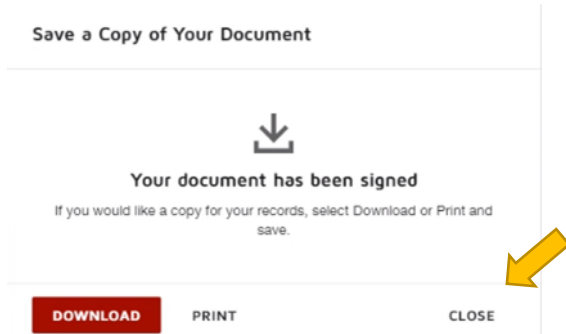 Save a Copy of Your Document
Your document has been signed
If you would like a copy for your records, select Download or Print and
save.
DOWNLOAD PRINT CLOSE